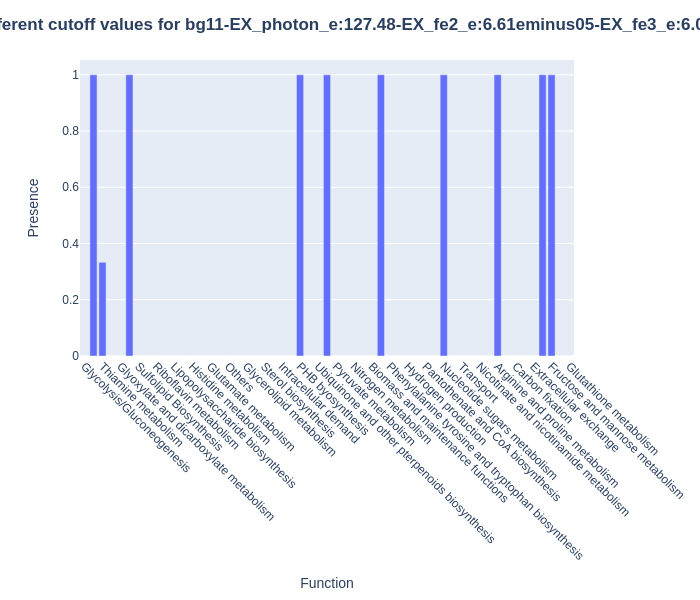 ferent cutoff values for bg11-EX_photon_e:127.48-EX_fe2_e:6.61eminus05-EX_fe3_e:6.0
1
0.8
0.6
0.4
0.2
0
Presence
Glycolysis/Gluconeogenesis
Thiamine metabolism
Glyoxylate and dicarboxylate metabolism
Sulfolipid Biosynthesis
Riboflavin metabolism
Lipopolysaccharide biosynthesis
Histidine metabolism
Glutamate metabolism
Others
Glycerolipid metabolism
Sterol biosynthesis
Intracellular demand
PHB byosynthesis
Ubiquinone and other pterpenoids biosynthesis
Pyruvate metabolism
Nitrogen metabolism
Biomass and maintenance functions
Phenylalanine tyrosine and tryptophan biosynthesis
Hydrogen production
Pantothenate and CoA biosynthesis
Nucleotide sugars metabolism
Transport
Nicotinate and nicotinamide metabolism
Arginine and proline metabolism
Carbon fixation
Extracellular exchange
Fructose and mannose metabolism
Glutathione metabolism
Function